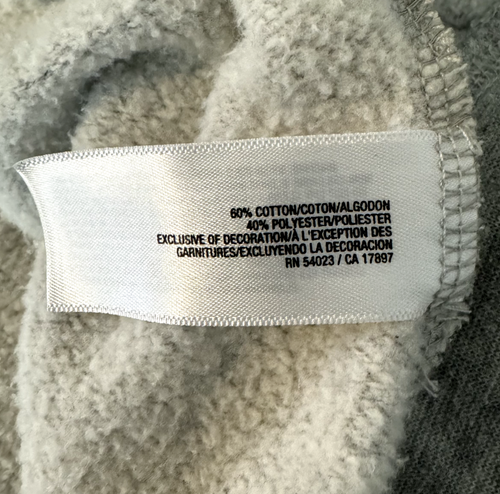 60% COTTON/COTON/ALGODON
40% POLYESTER/POLIESTER
EXCLUSIVE OF DECORATION/À L'EXCEPTION DES
GARNITURES/EXCLUYENDO LA DECORACION
RN 54023 / CA 17897